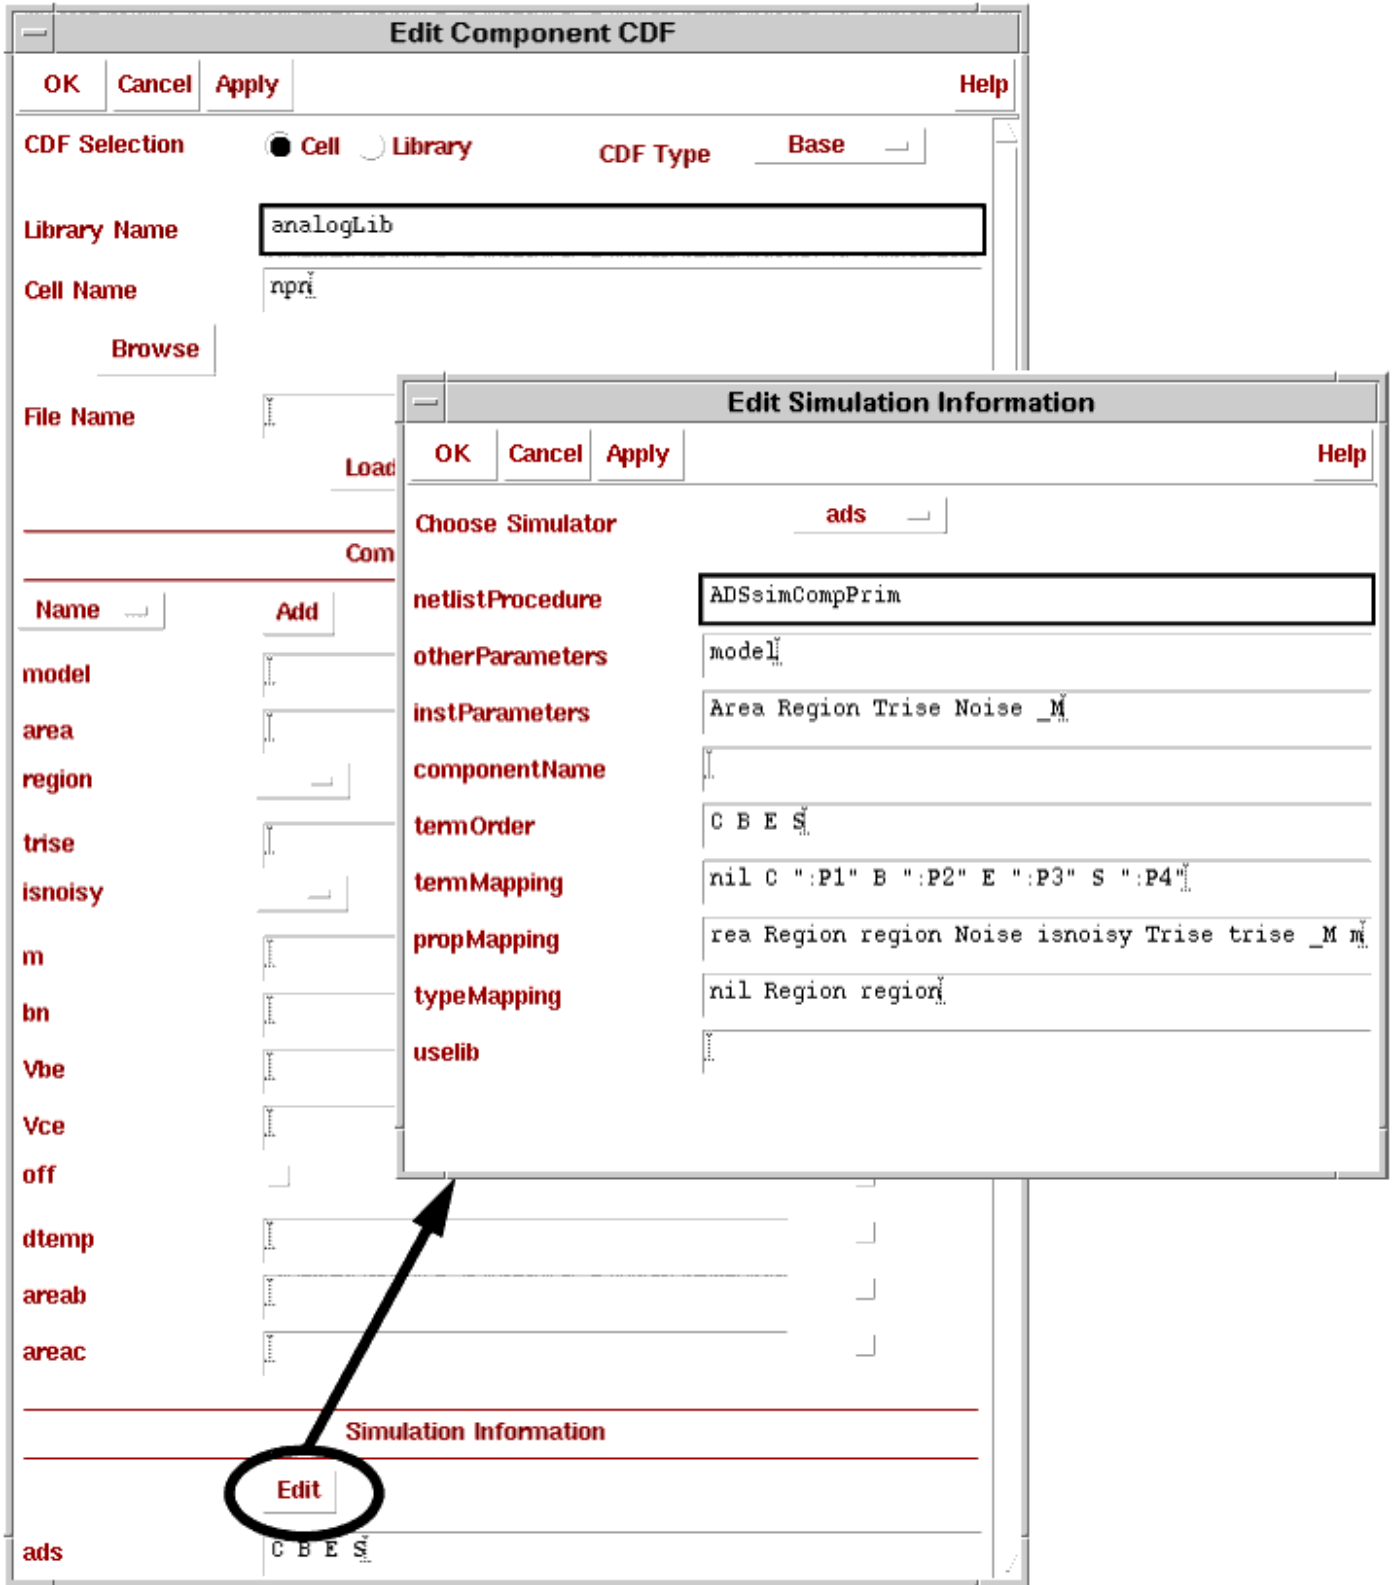 Edit Component CDF
OK Cancel Apply Help
CDF Selection Cell Library CDF Type Base
Library Name analogLib
Cell Name npn
Browse
File Name
Load
Com
Name Add
model
area
region
trise
isnoisy
m
bn
Vbe
Vce
off
dtemp
areab
areac
Simulation Information
Edit
ads C B E S
Edit Simulation Information
OK Cancel Apply Help
Choose Simulator ads
netlistProcedure ADSsimCompPrim
otherParameters model
instParameters Area Region Trise Noise _M
componentName
termOrder C B E S
termMapping nil C ":P1" B ":P2" E ":P3" S ":P4"
propMapping rea Region region Noise isnoisy Trise trise _M m
typeMapping nil Region region
uselib